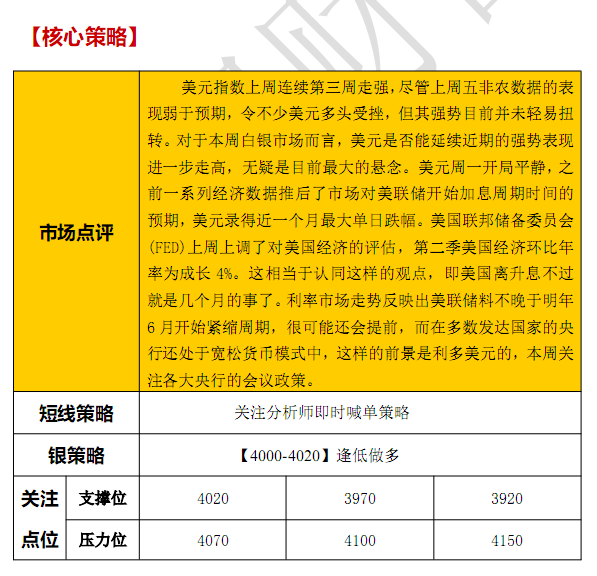 【核心策略】
美元指数上周连续第三周走强,尽管上周五非农数据的表
现弱于预期，令不少美元多头受挫，但其强势目前并未轻易扭
转。对于本周白银市场而言，美元是否能延续近期的强势表现
进一步走高，无疑是目前最大的悬念。美元周一开局平静，之
前一系列经济数据推后了市场对美联储开始加息周期时间的
预期，美元录得近一个月最大单日跌幅。美国联邦储备委员会
(FED)上周上调了对美国经济的评估，第二季美国经济环比年
率为成长 4%。这相当于认同这样的观点，即美国离升息不过
就是几个月的事了。利率市场走势反映出美联储料不晚于明年
6 月开始紧缩周期，很可能还会提前，而在多数发达国家的央
行还处于宽松货币模式中，这样的前景是利多美元的，本周关
注各大央行的会议政策。
市场点评
短线策略 关注分析师即时喊单策略
银策略 【4000-4020】逢低做多
关注点位
支撑位 4020 3970 3920
压力位 4070 4100 4150